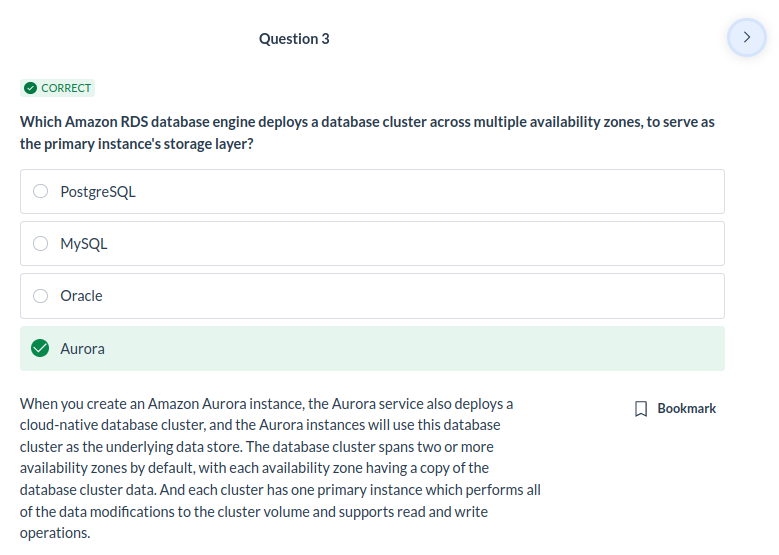 Question 3
CORRECT
Which Amazon RDS database engine deploys a database cluster across multiple availability zones, to serve as
the primary instance's storage layer?
PostgreSQL
MySQL
Oracle
Aurora
When you create an Amazon Aurora instance, the Aurora service also deploys a
cloud-native database cluster, and the Aurora instances will use this database
cluster as the underlying data store. The database cluster spans two or more
availability zones by default, with each availability zone having a copy of the
database cluster data. And each cluster has one primary instance which performs all
of the data modifications to the cluster volume and supports read and write
operations.
Bookmark